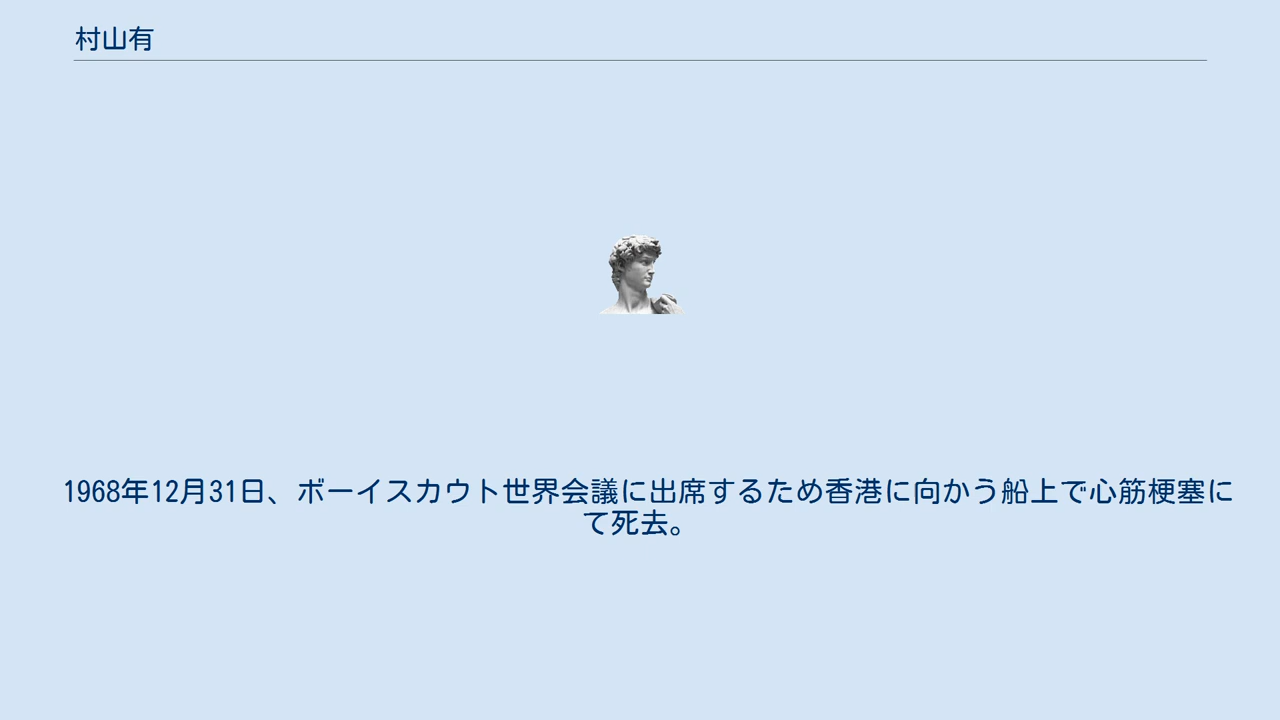 村山有
1968年12月31日、ボーイスカウト世界会議に出席するため香港に向かう船上で心筋梗塞に
て死去。